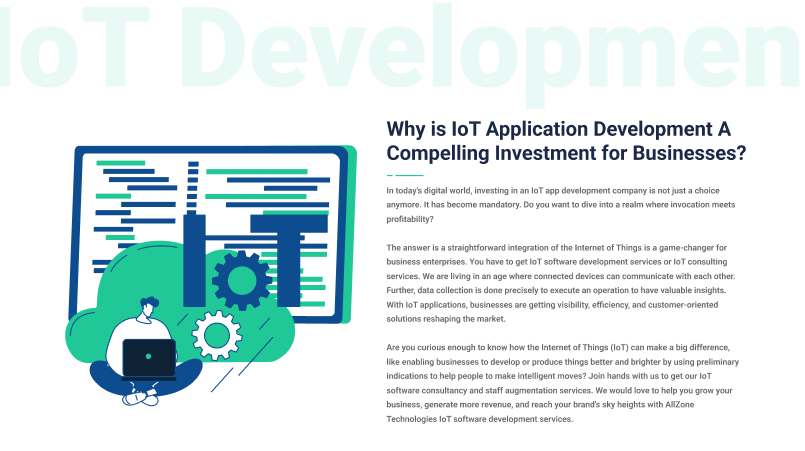 IoT Developmen
Why is IoT Application Development A
Compelling Investment for Businesses?
In today's digital world, investing in an IoT app development company is not just a choice
anymore. It has become mandatory. Do you want to dive into a realm where invocation meets
profitability?
The answer is a straightforward integration of the Internet of Things is a game-changer for
business enterprises. You have to get IoT software development services or IoT consulting
services. We are living in an age where connected devices can communicate with each other.
Further, data collection is done precisely to execute an operation to have valuable insights.
With IoT applications, businesses are getting visibility, efficiency, and customer-oriented
solutions reshaping the market.
Are you curious enough to know how the Internet of Things (IoT) can make a big difference,
like enabling businesses to develop or produce things better and brighter by using preliminary
indications to help people to make intelligent moves? Join hands with us to get our IoT
software consultancy and staff augmentation services. We would love to help you grow your
business, generate more revenue, and reach your brand's sky heights with AllZone
Technologies IoT software development services.
IT